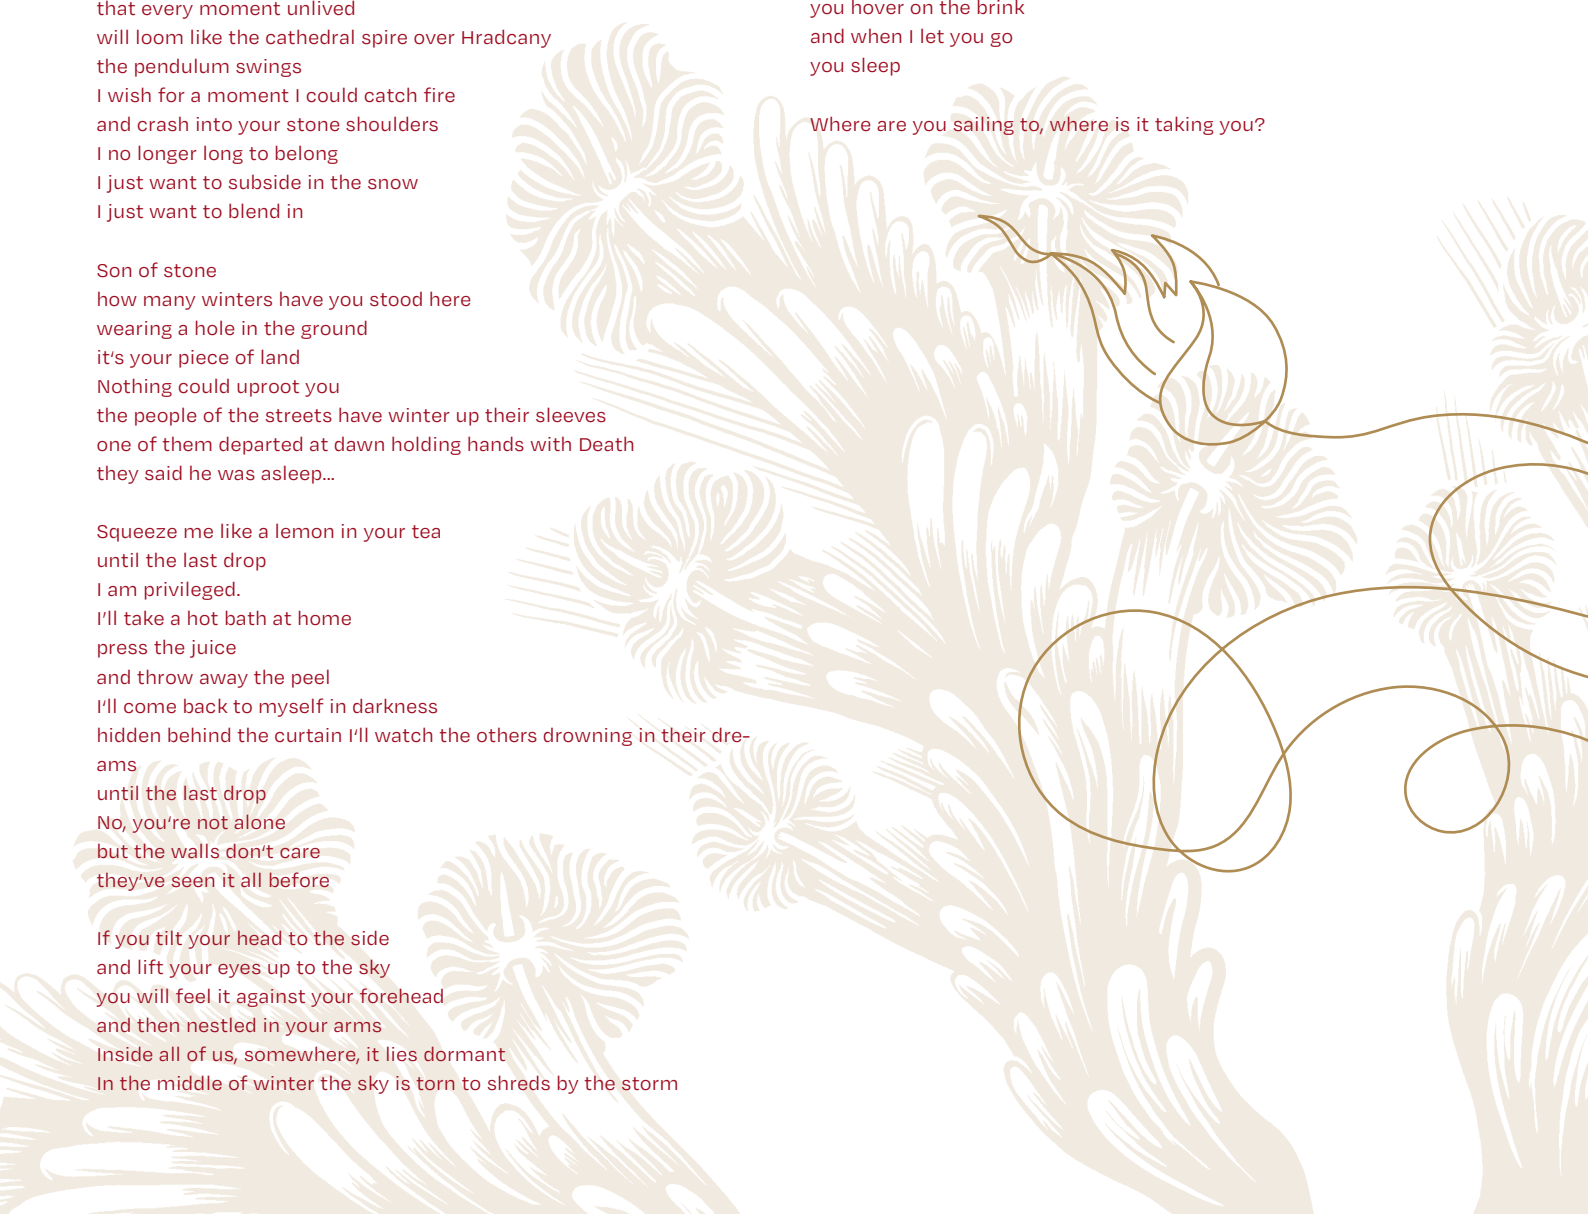 that every moment unlived
will loom like the cathedral spire over Hradcany
the pendulum swings
I wish for a moment I could catch fire
and crash into your stone shoulders
I no longer long to belong
I just want to subside in the snow
I just want to blend in
Son of stone
how many winters have you stood here
wearing a hole in the ground
it‘s your piece of land
Nothing could uproot you
the people of the streets have winter up their sleeves
one of them departed at dawn holding hands with Death
they said he was asleep...
Squeeze me like a lemon in your tea
until the last drop
I am privileged.
I’ll take a hot bath at home
press the juice
and throw away the peel
I‘ll come back to myself in darkness
hidden behind the curtain I‘ll watch the others drowning in their dre-
ams
until the last drop
No, you‘re not alone
but the walls don‘t care
they’ve seen it all before
If you tilt your head to the side
and lift your eyes up to the sky
you will feel it against your forehead
and then nestled in your arms
Inside all of us, somewhere, it lies dormant
In the middle of winter the sky is torn to shreds by the storm
you hover on the brink
and when I let you go
you sleep
Where are you sailing to, where is it taking you?